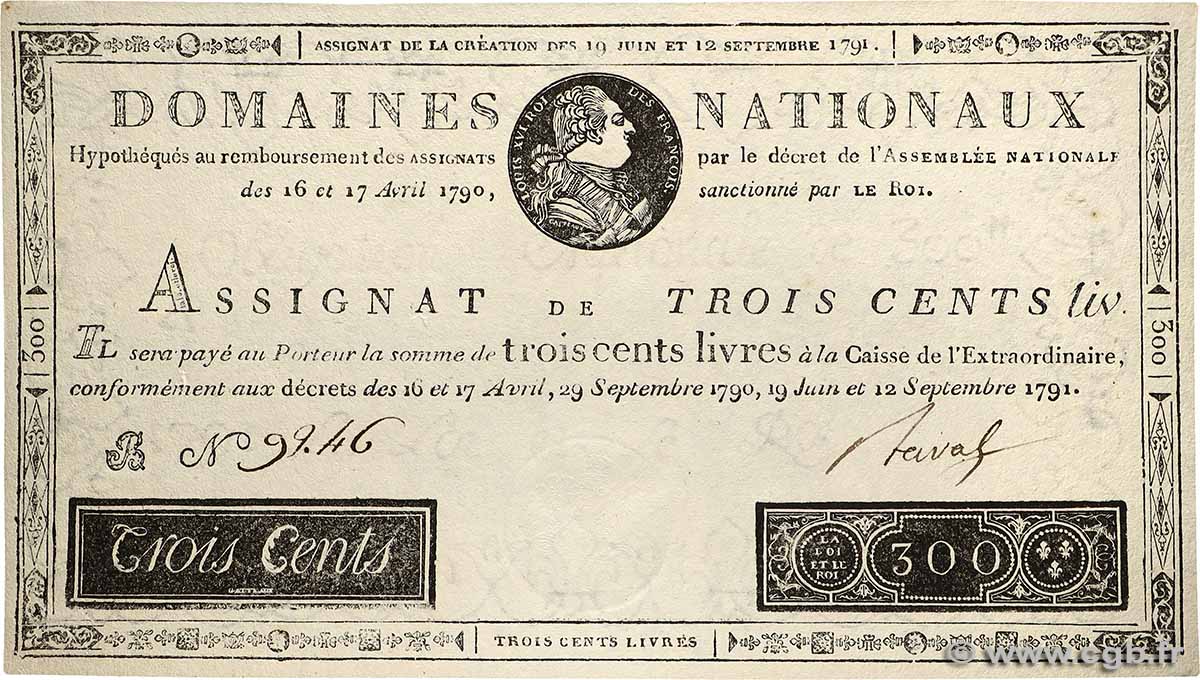 ASSIGNAT DE LA CRÉATION DES 19 JUIN ET 12 SEPTEMBRE 1791.
DOMAINES NATIONAUX
LOUIS XVI ROI DES FRANÇOIS
Hypothéqués au remboursement des ASSIGNATS par le décret de l'ASSEMBLÉE NATIONALE
des 16 et 17 Avril 1790, sanctionné par LE ROI.
ASSIGNAT DE TROIS CENTS liv.
IL sera payé au Porteur la somme de trois cents livres à la Caisse de l'Extraordinaire,
conformément aux décrets des 16 et 17 Avril, 29 Septembre 1790, 19 Juin et 12 Septembre 1791.
300
300
B N° 9946
Trois Cents
GATTEAUX
LA
LOI
ET LE
ROI
300
TROIS CENTS LIVRES
© www.cgb.fr